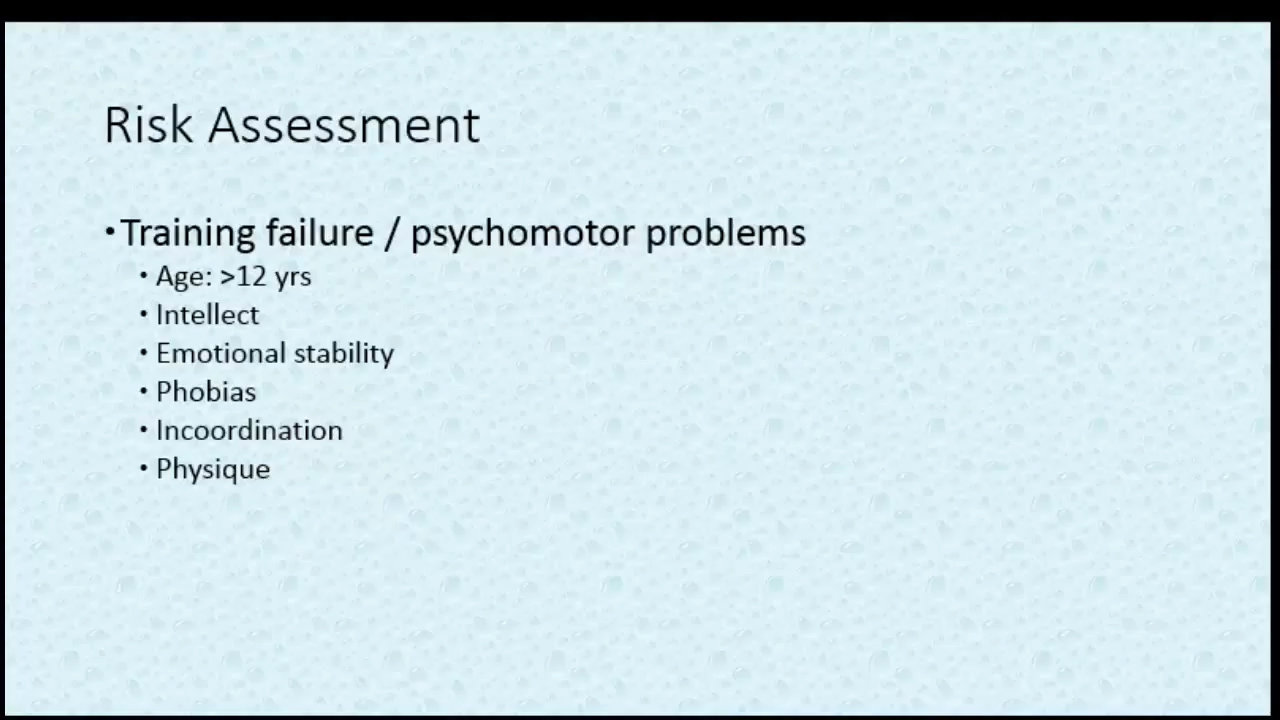 Risk Assessment
• Training failure / psychomotor problems
• Age: >12 yrs
• Intellect
• Emotional stability
• Phobias
• Incoordination
• Physique